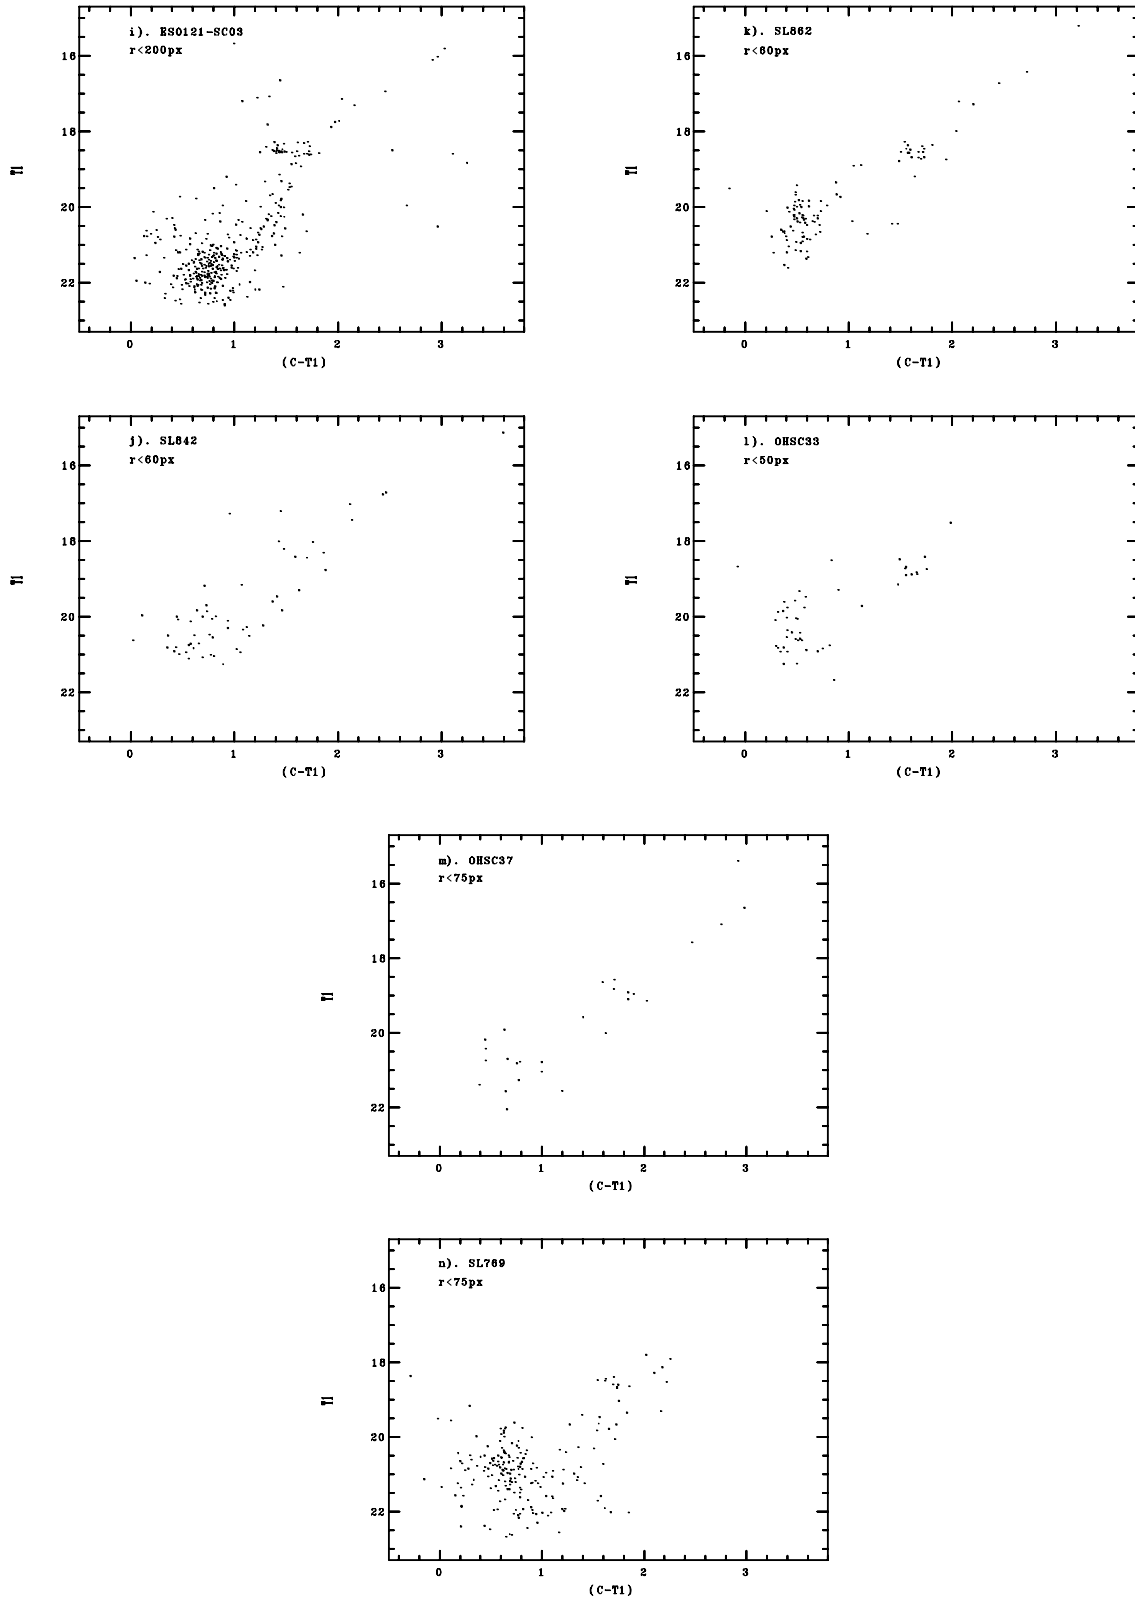 i). ESO121-SC03
r<200px
16
18
20
22
T1
0 1 2 3
(C-T1)
k). SL862
r<60px
16
18
20
22
T1
0 1 2 3
(C-T1)
j). SL842
r<60px
16
18
20
22
T1
0 1 2 3
(C-T1)
l). OHSC33
r<50px
16
18
20
22
T1
0 1 2 3
(C-T1)
m). OHSC37
r<75px
16
18
20
22
T1
0 1 2 3
(C-T1)
n). SL769
r<75px
16
18
20
22
T1
0 1 2 3
(C-T1)